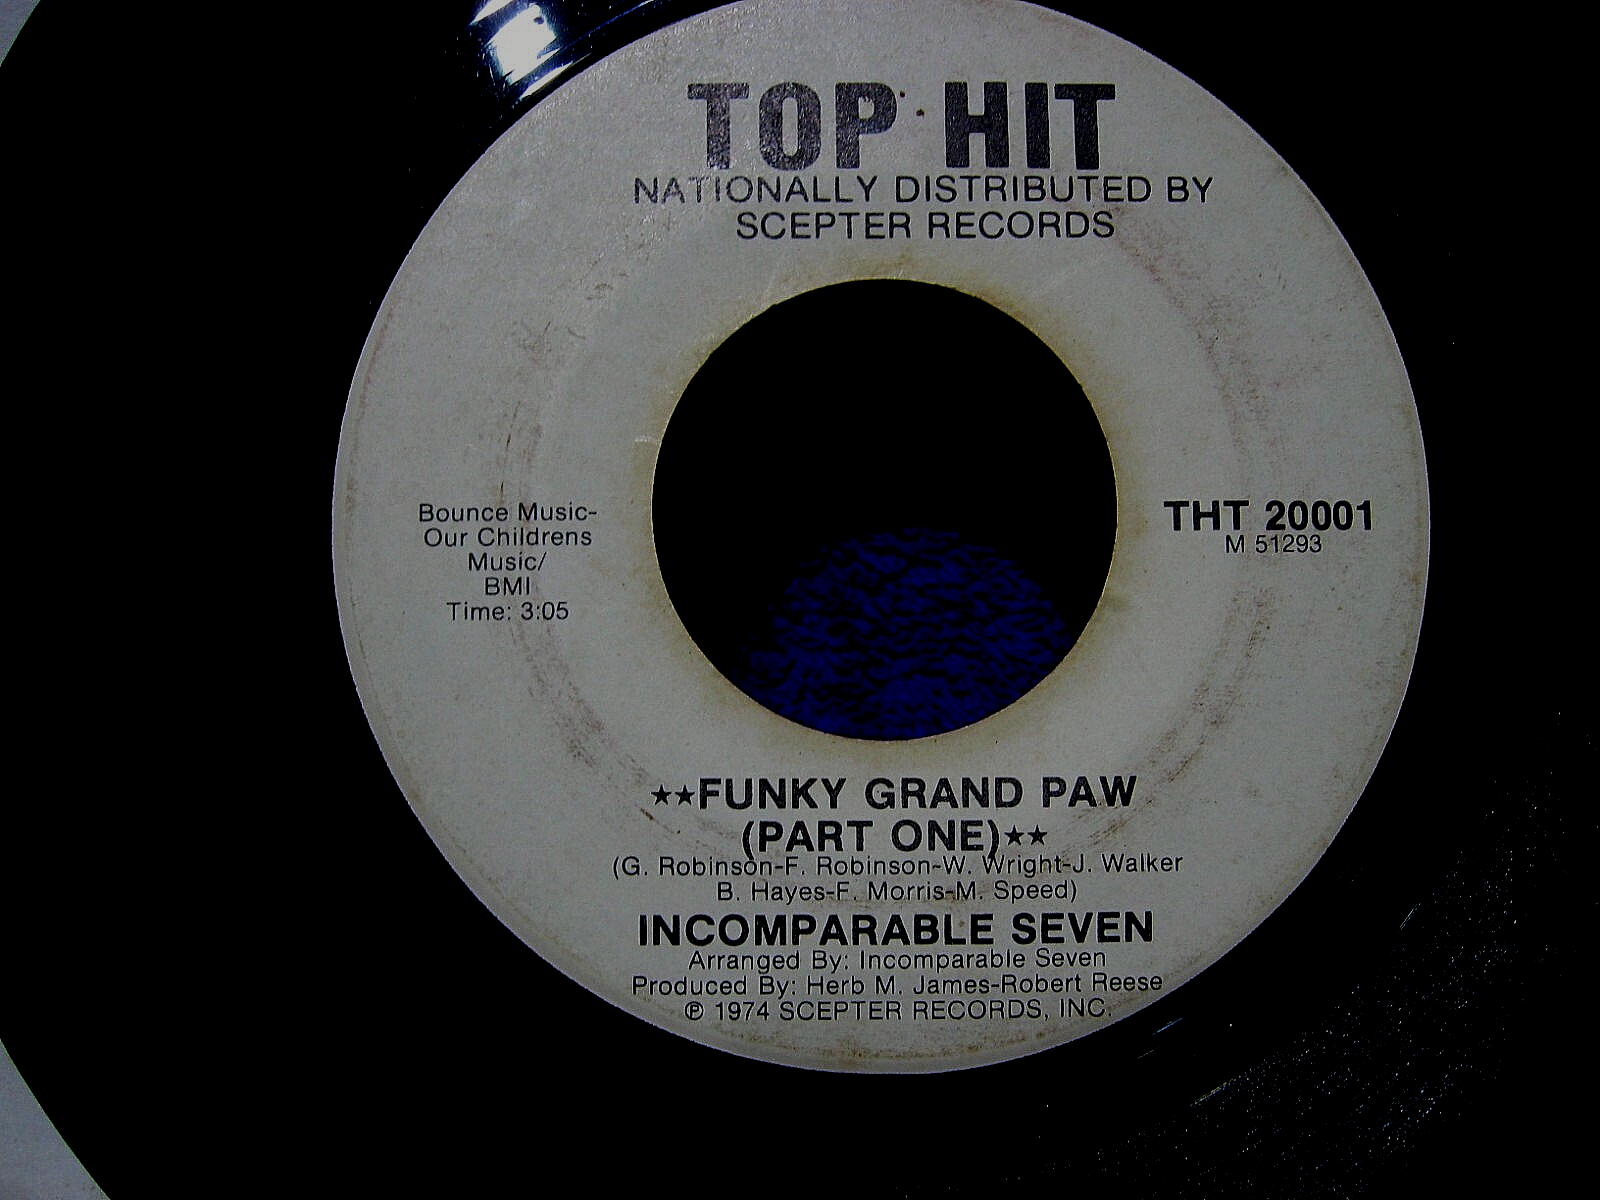 TOP HIT
NATIONALLY DISTRIBUTED BY
SCEPTER RECORDS
Bounce Music-
Our Childrens
Music/
BMI
Time: 3:05
THT 20001
M 51293
★★FUNKY GRAND PAW
(PART ONE)★★
(G. Robinson-F. Robinson-W. Wright-J. Walker
B. Hayes-F. Morris-M. Speed)
INCOMPARABLE SEVEN
Arranged By: Incomparable Seven
Produced By: Herb M. James-Robert Reese
℗ 1974 SCEPTER RECORDS, INC.